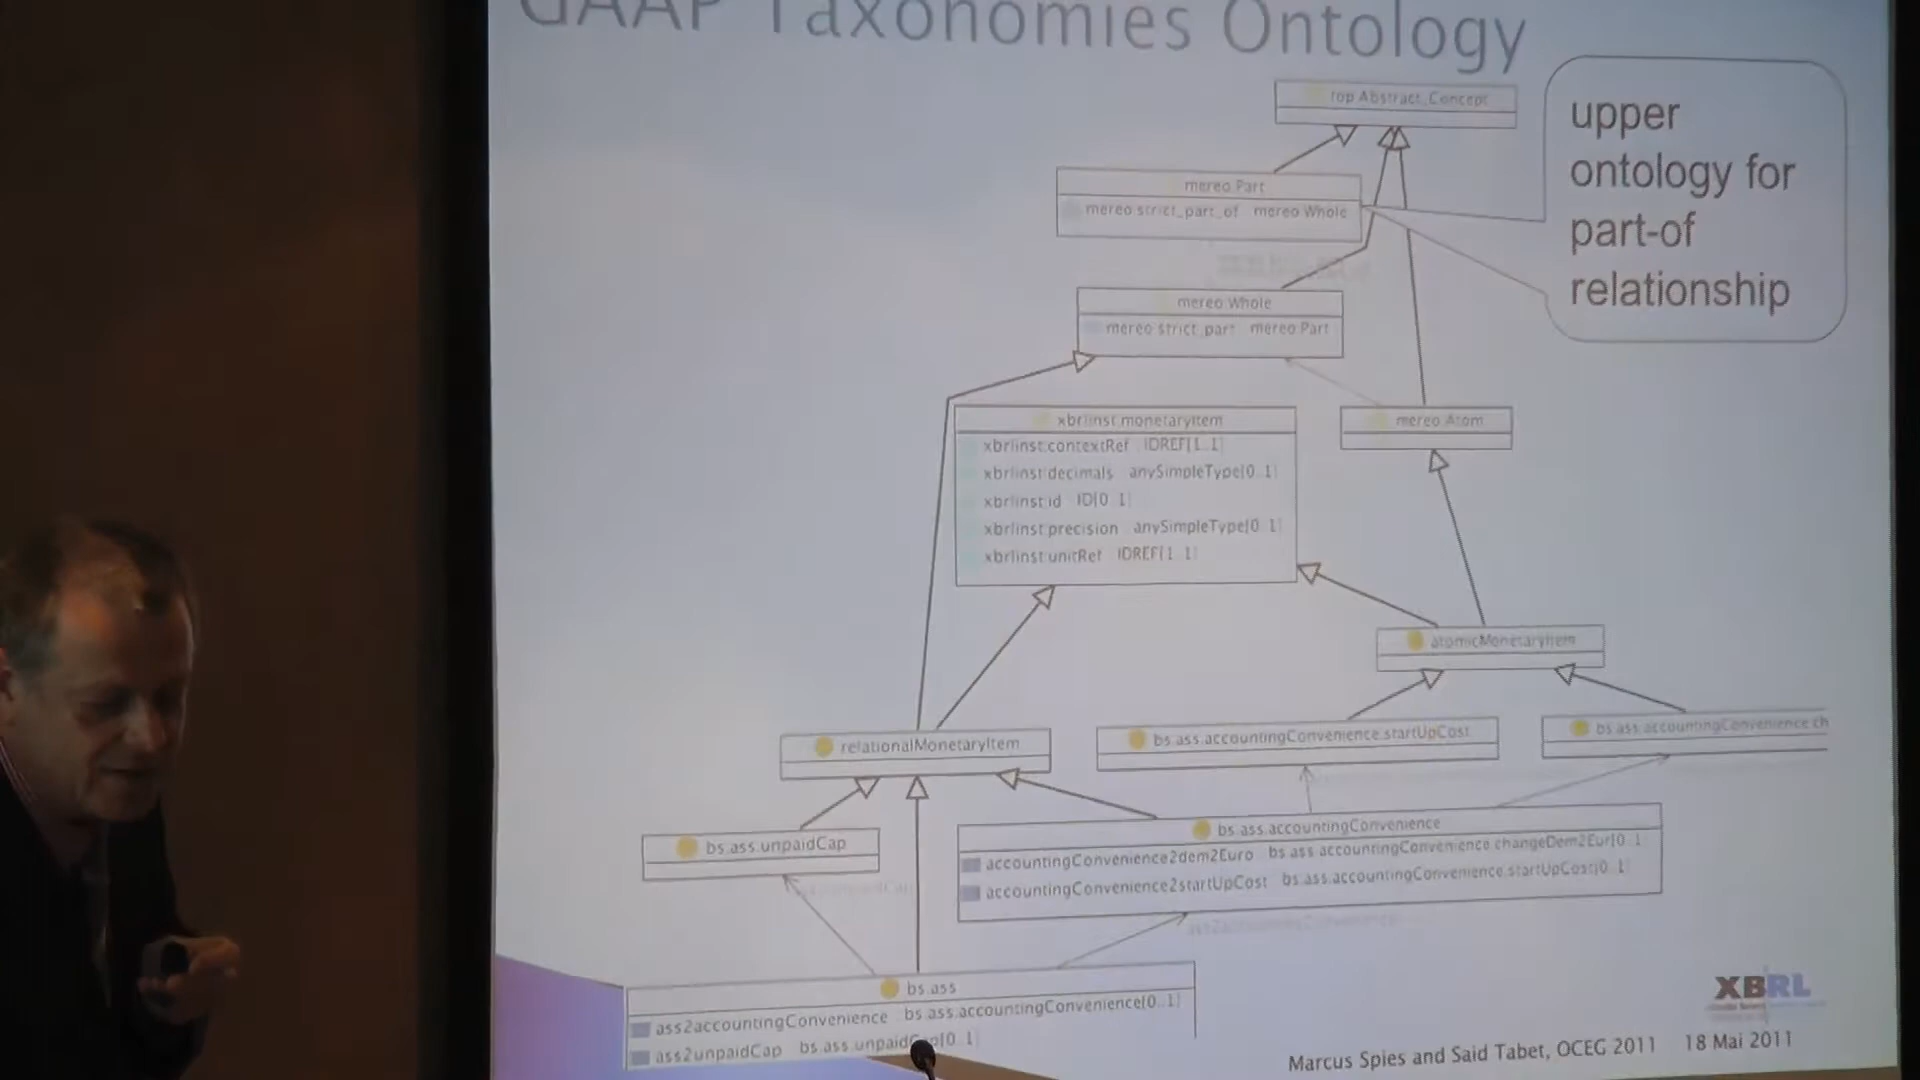 GAAP Taxonomies Ontology
top:Abstract_Concept
upper
ontology for
part-of
relationship
mereo:Part
mereo:strict_part_of mereo:Whole
mereo:Whole
mereo:strict_part mereo:Part
xbrlinst:monetaryItem
xbrlinst:contextRef IDREF[1..1]
xbrlinst:decimals anySimpleType[0..1]
xbrlinst:id ID[0..1]
xbrlinst:precision anySimpleType[0..1]
xbrlinst:unitRef IDREF[1..1]
mereo:Atom
atomicMonetaryItem
relationalMonetaryItem
bs.ass.accountingConvenience.startUpCost
bs.ass.accountingConvenience.ch
bs.ass.unpaidCap
bs.ass.accountingConvenience
accountingConvenience2dem2Euro bs.ass.accountingConvenience.changeDem2Eur[0..1]
accountingConvenience2startUpCost bs.ass.accountingConvenience.startUpCost[0..1]
ass2accountingConvenience
bs.ass
ass2accountingConvenience bs.ass.accountingConvenience[0..1]
ass2unpaidCap bs.ass.unpaidCap[0..1]
XBRL
Marcus Spies and Said Tabet, OCEG 2011 18 Mai 2011